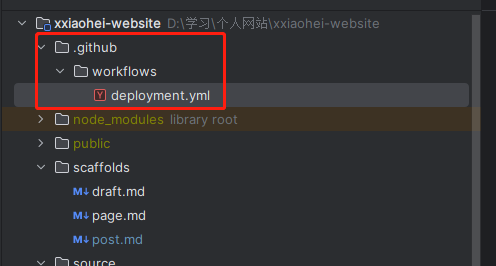 xxiaohei-website D:\学习\个人网站\xxiaohei-website
.github
workflows
deployment.yml
node_modules library root
public
scaffolds
draft.md
page.md
post.md
source